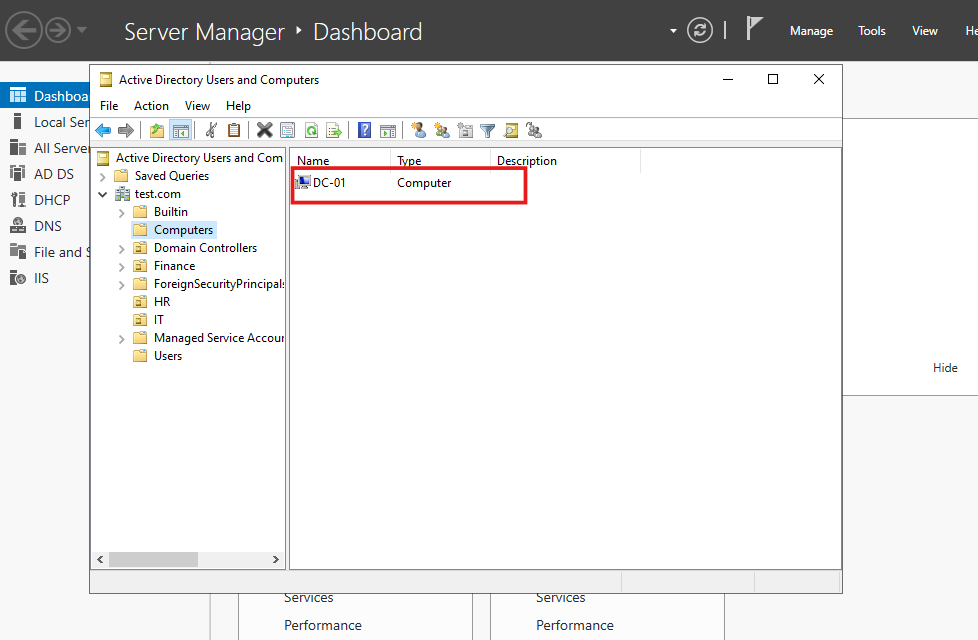 Server Manager ‣ Dashboard
Manage Tools View He
Dashboa
Local Ser
All Serve
AD DS
DHCP
DNS
File and S
IIS
Active Directory Users and Computers
File Action View Help
Active Directory Users and Com
Saved Queries
test.com
Builtin
Computers
Domain Controllers
Finance
ForeignSecurityPrincipals
HR
IT
Managed Service Accour
Users
Name Type Description
DC-01 Computer
Hide
Services Services
Performance Performance